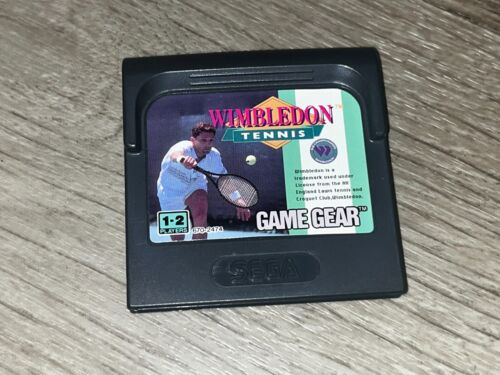 WIMBLEDON™
TENNIS
Wimbledon is a
trademark used under
License from the All
England Lawn tennis and
Croquet Club,Wimbledon.
1-2
PLAYERS
670-2474
GAME GEAR™
SEGA